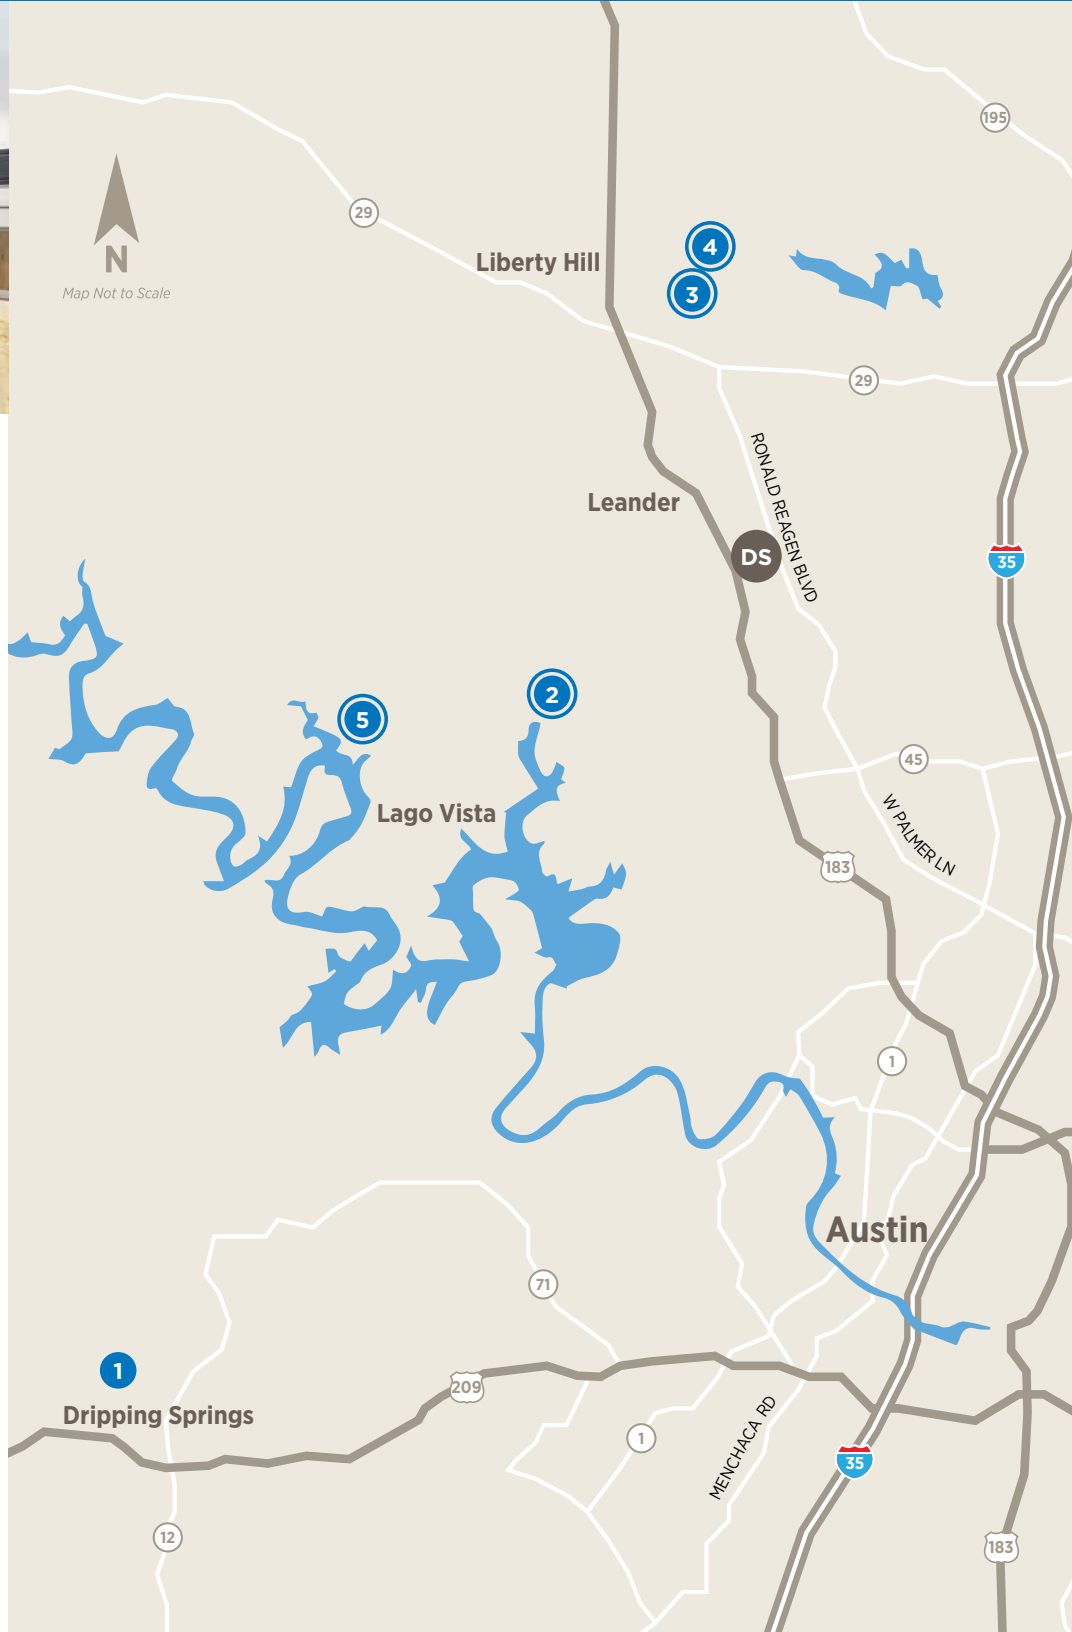 195
29
4
Liberty Hill
N
3
Map Not to Scale
29
RONALD REAGEN BLVD
Leander
DS
35
2
5
45
Lago Vista
W PALMER LN
183
1
Austin
71
1
209
Dripping Springs
MENCHACA RD
1
35
12
183